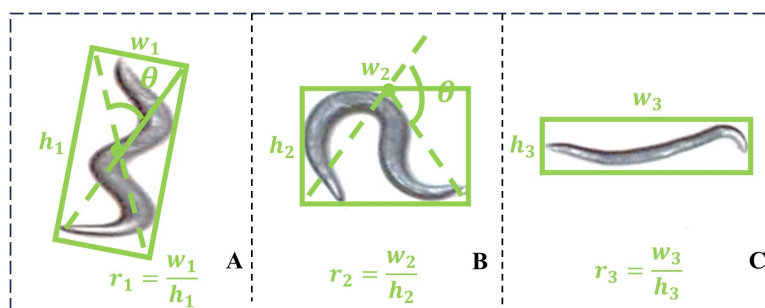 w₁
θ
h₁
A
r₁ = w₁/h₁
w₂
θ
h₂
B
r₂ = w₂/h₂
w₃
h₃
C
r₃ = w₃/h₃